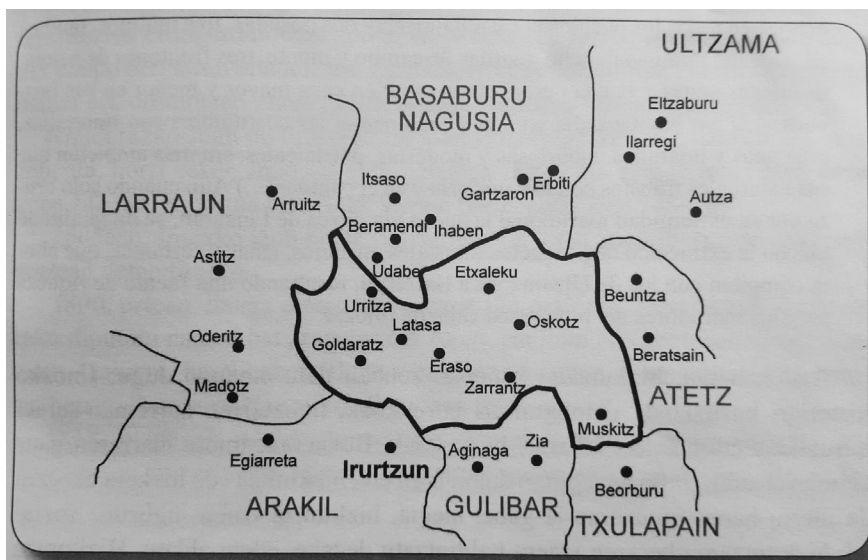 ULTZAMA
BASABURU
NAGUSIA
Eltzaburu
Ilarregi
Itsaso
Gartzaron
Erbiti
LARRAUN
Arruitz
Autza
Beramendi
Ihaben
Astitz
Udabe
Etxaleku
Beuntza
Urritza
Latasa
Oskotz
Oderitz
Goldaratz
Beratsain
Eraso
Madotz
Zarrantz
ATETZ
Muskitz
Egiarreta
Irurtzun
Aginaga
Zia
Beorburu
ARAKIL
GULIBAR
TXULAPAIN